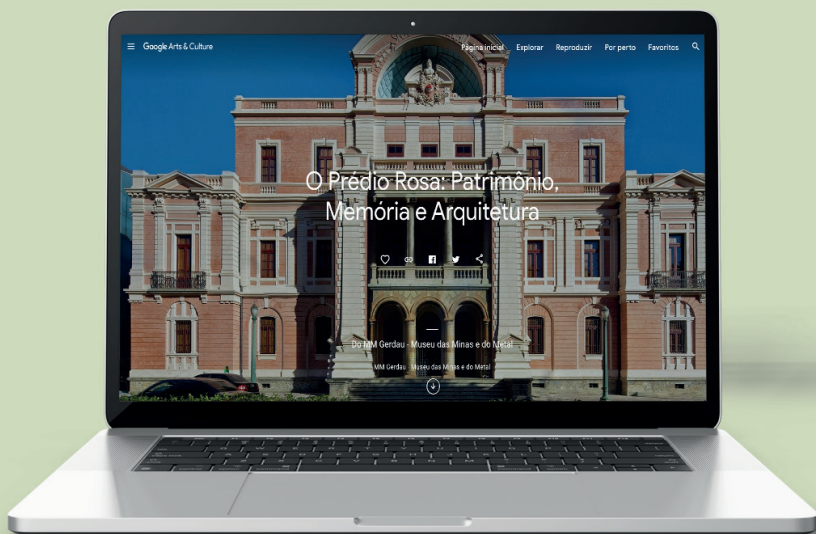 Google Arts & Culture
Página inicial Explorar Reproduzir Por perto Favoritos
O Prédio Rosa: Patrimônio,
Memória e Arquitetura
Do MM Gerdau - Museu das Minas e do Metal
MM Gerdau - Museu das Minas e do Metal